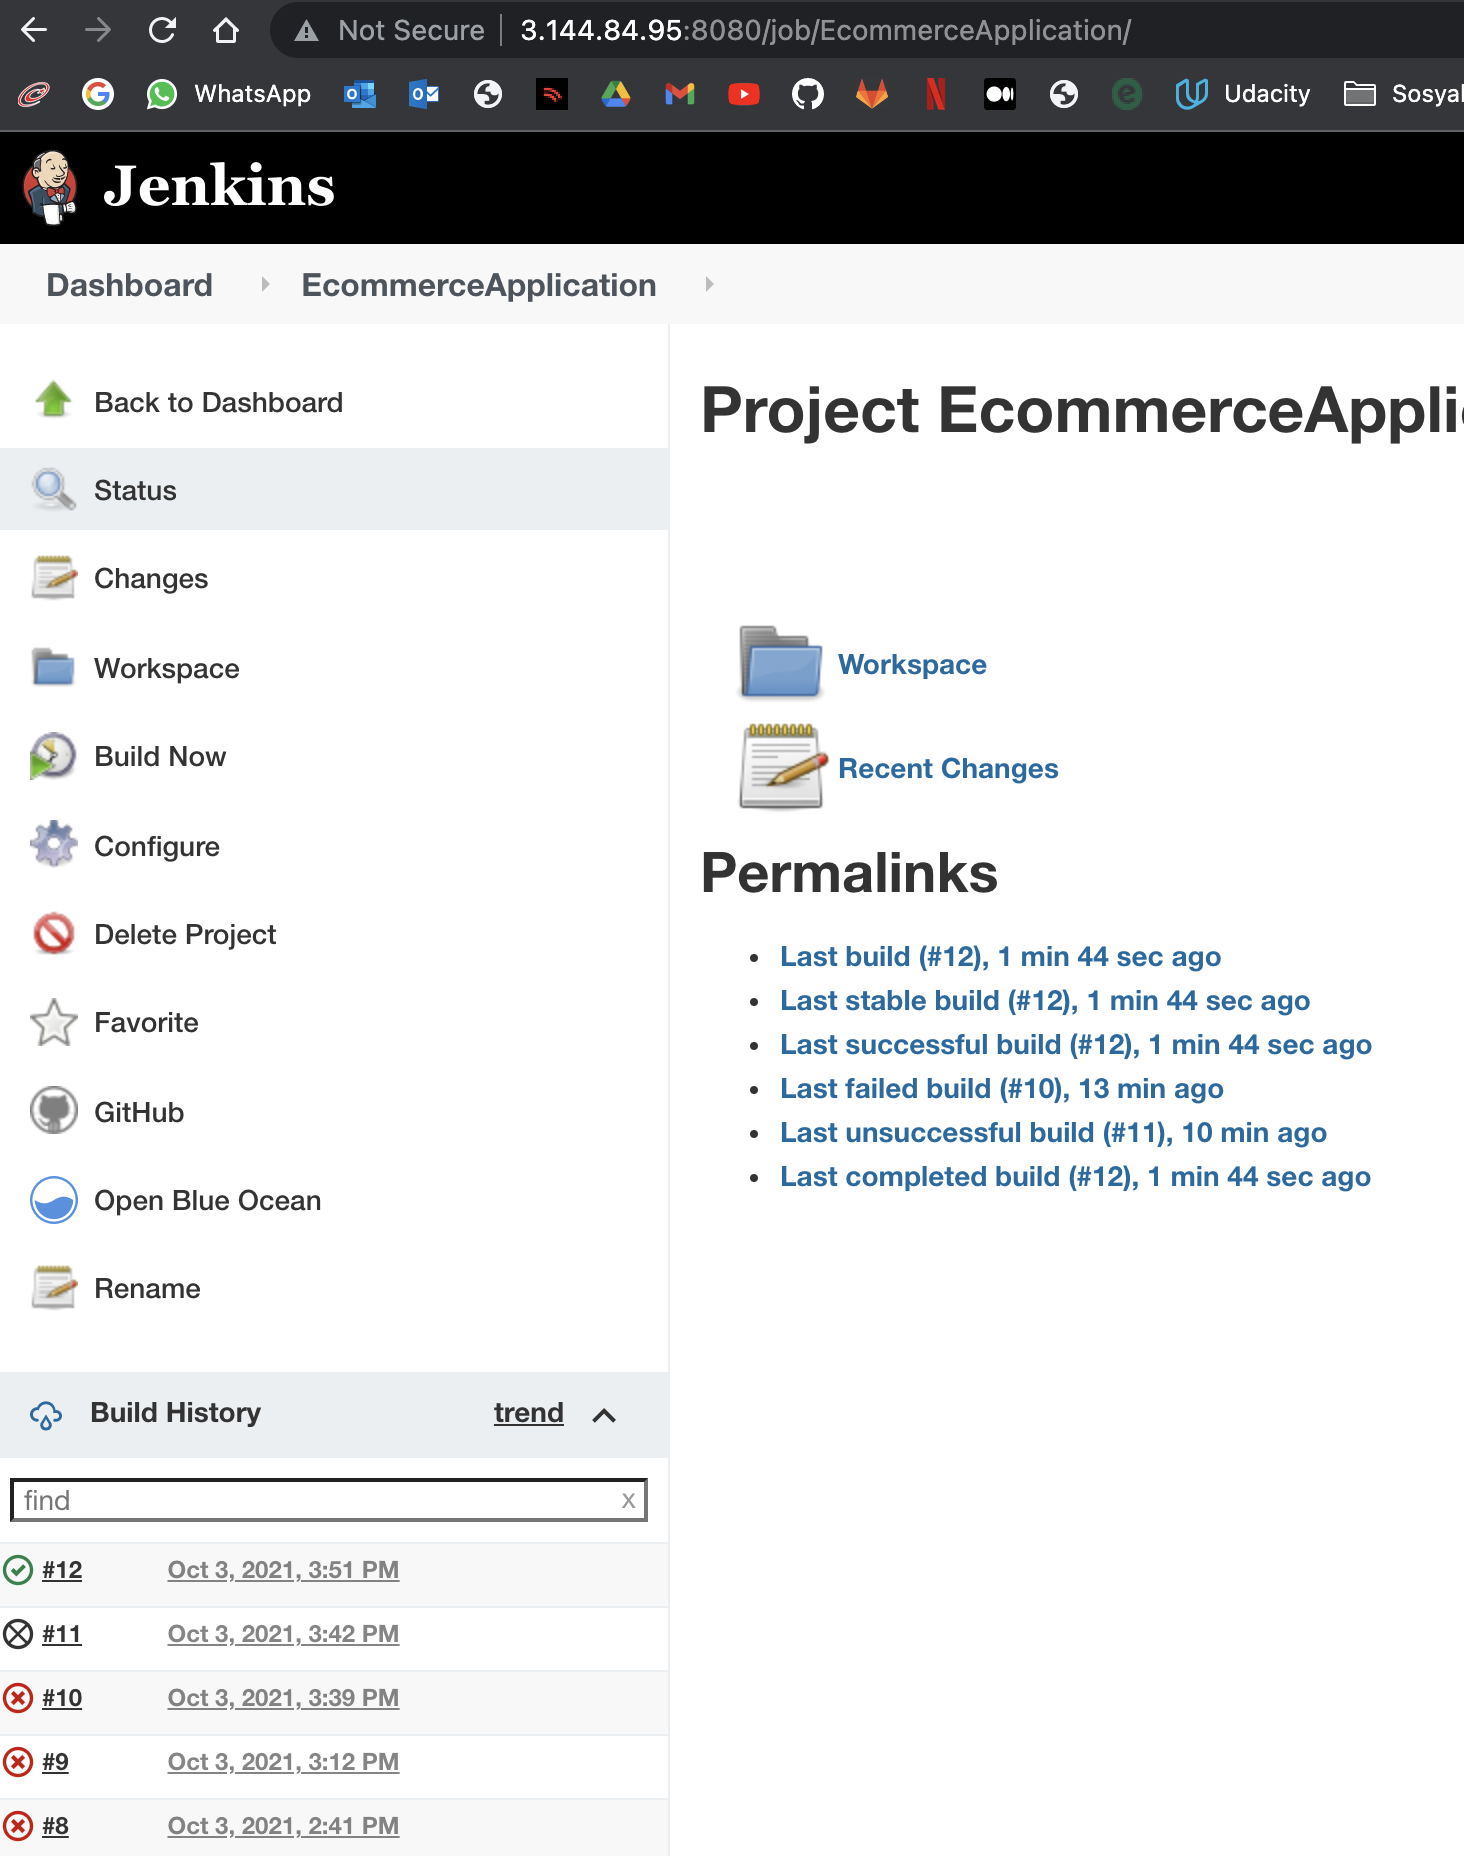 Not Secure | 3.144.84.95:8080/job/EcommerceApplication/
WhatsApp
Udacity
Sosyal
Jenkins
Dashboard
EcommerceApplication
Back to Dashboard
Status
Changes
Workspace
Build Now
Configure
Delete Project
Favorite
GitHub
Open Blue Ocean
Rename
Build History
trend
find
x
#12 Oct 3, 2021, 3:51 PM
#11 Oct 3, 2021, 3:42 PM
#10 Oct 3, 2021, 3:39 PM
#9 Oct 3, 2021, 3:12 PM
#8 Oct 3, 2021, 2:41 PM
Project EcommerceAppli
Workspace
Recent Changes
Permalinks
Last build (#12), 1 min 44 sec ago
Last stable build (#12), 1 min 44 sec ago
Last successful build (#12), 1 min 44 sec ago
Last failed build (#10), 13 min ago
Last unsuccessful build (#11), 10 min ago
Last completed build (#12), 1 min 44 sec ago